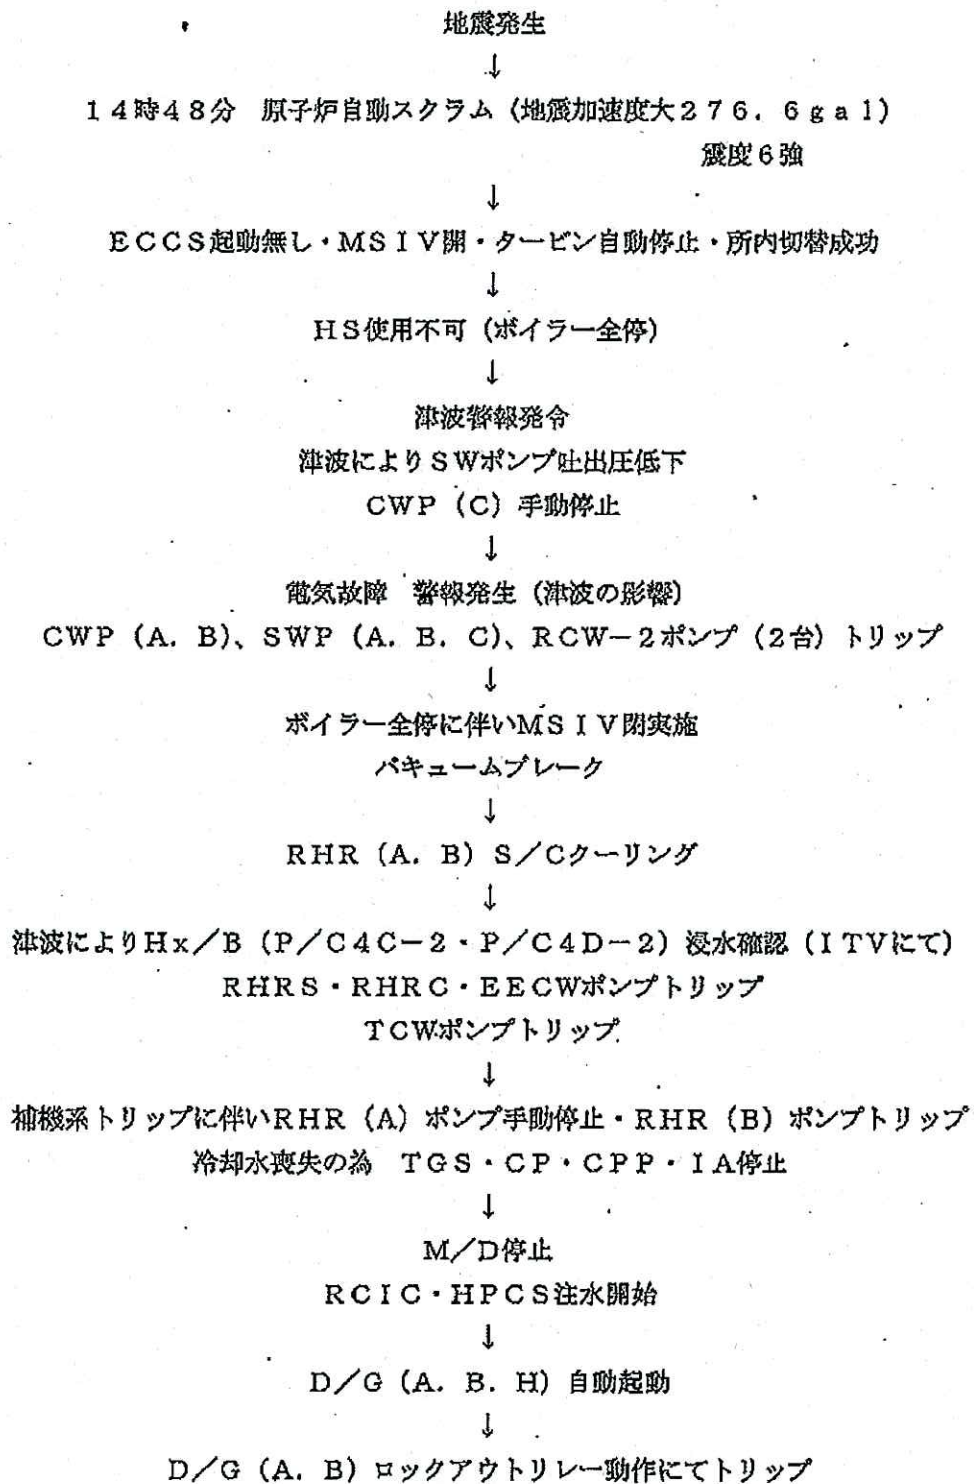 地震発生
↓
14時48分　原子炉自動スクラム（地震加速度大276．6gal）
震度6強
↓
ECCS起動無し・MSIV開・タービン自動停止・所内切替成功
↓
HS使用不可（ボイラー全停）
↓
津波警報発令
津波によりSWポンプ吐出圧低下
CWP（C）手動停止
↓
電気故障　警報発生（津波の影響）
CWP（A．B）、SWP（A．B．C）、RCW－2ポンプ（2台）トリップ
↓
ボイラー全停に伴いMSIV閉実施
バキュームブレーク
↓
RHR（A．B）S／Cクーリング
↓
津波によりHx／B（P／C4C－2・P／C4D－2）浸水確認（ITVにて）
RHRS・RHRC・EECWポンプトリップ
TCWポンプトリップ
↓
補機系トリップに伴いRHR（A）ポンプ手動停止・RHR（B）ポンプトリップ
冷却水喪失の為　TGS・CP・CPP・IA停止
↓
M／D停止
RCIC・HPCS注水開始
↓
D／G（A．B．H）自動起動
↓
D／G（A．B）ロックアウトリレー動作にてトリップ